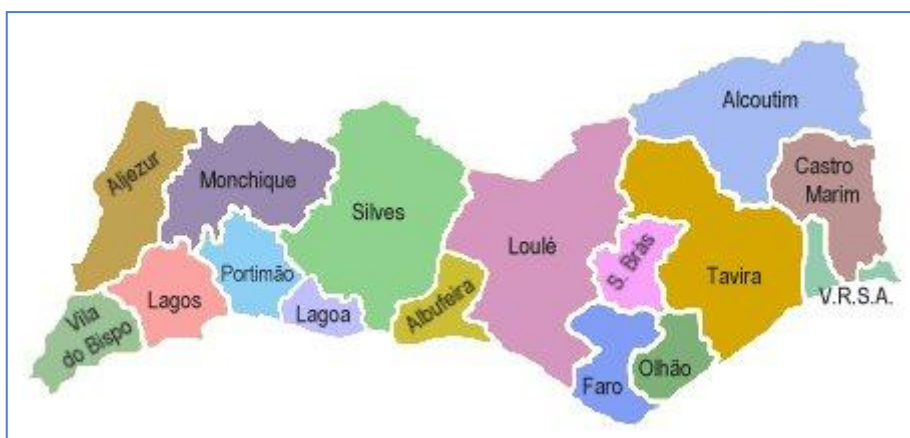 Alcoutim
Aljezur
Monchique
Castro
Marim
Silves
Loulé
S. Brás
Portimão
Tavira
Lagos
Lagoa
Albufeira
V.R.S.A.
Vila
do Bispo
Olhão
Faro